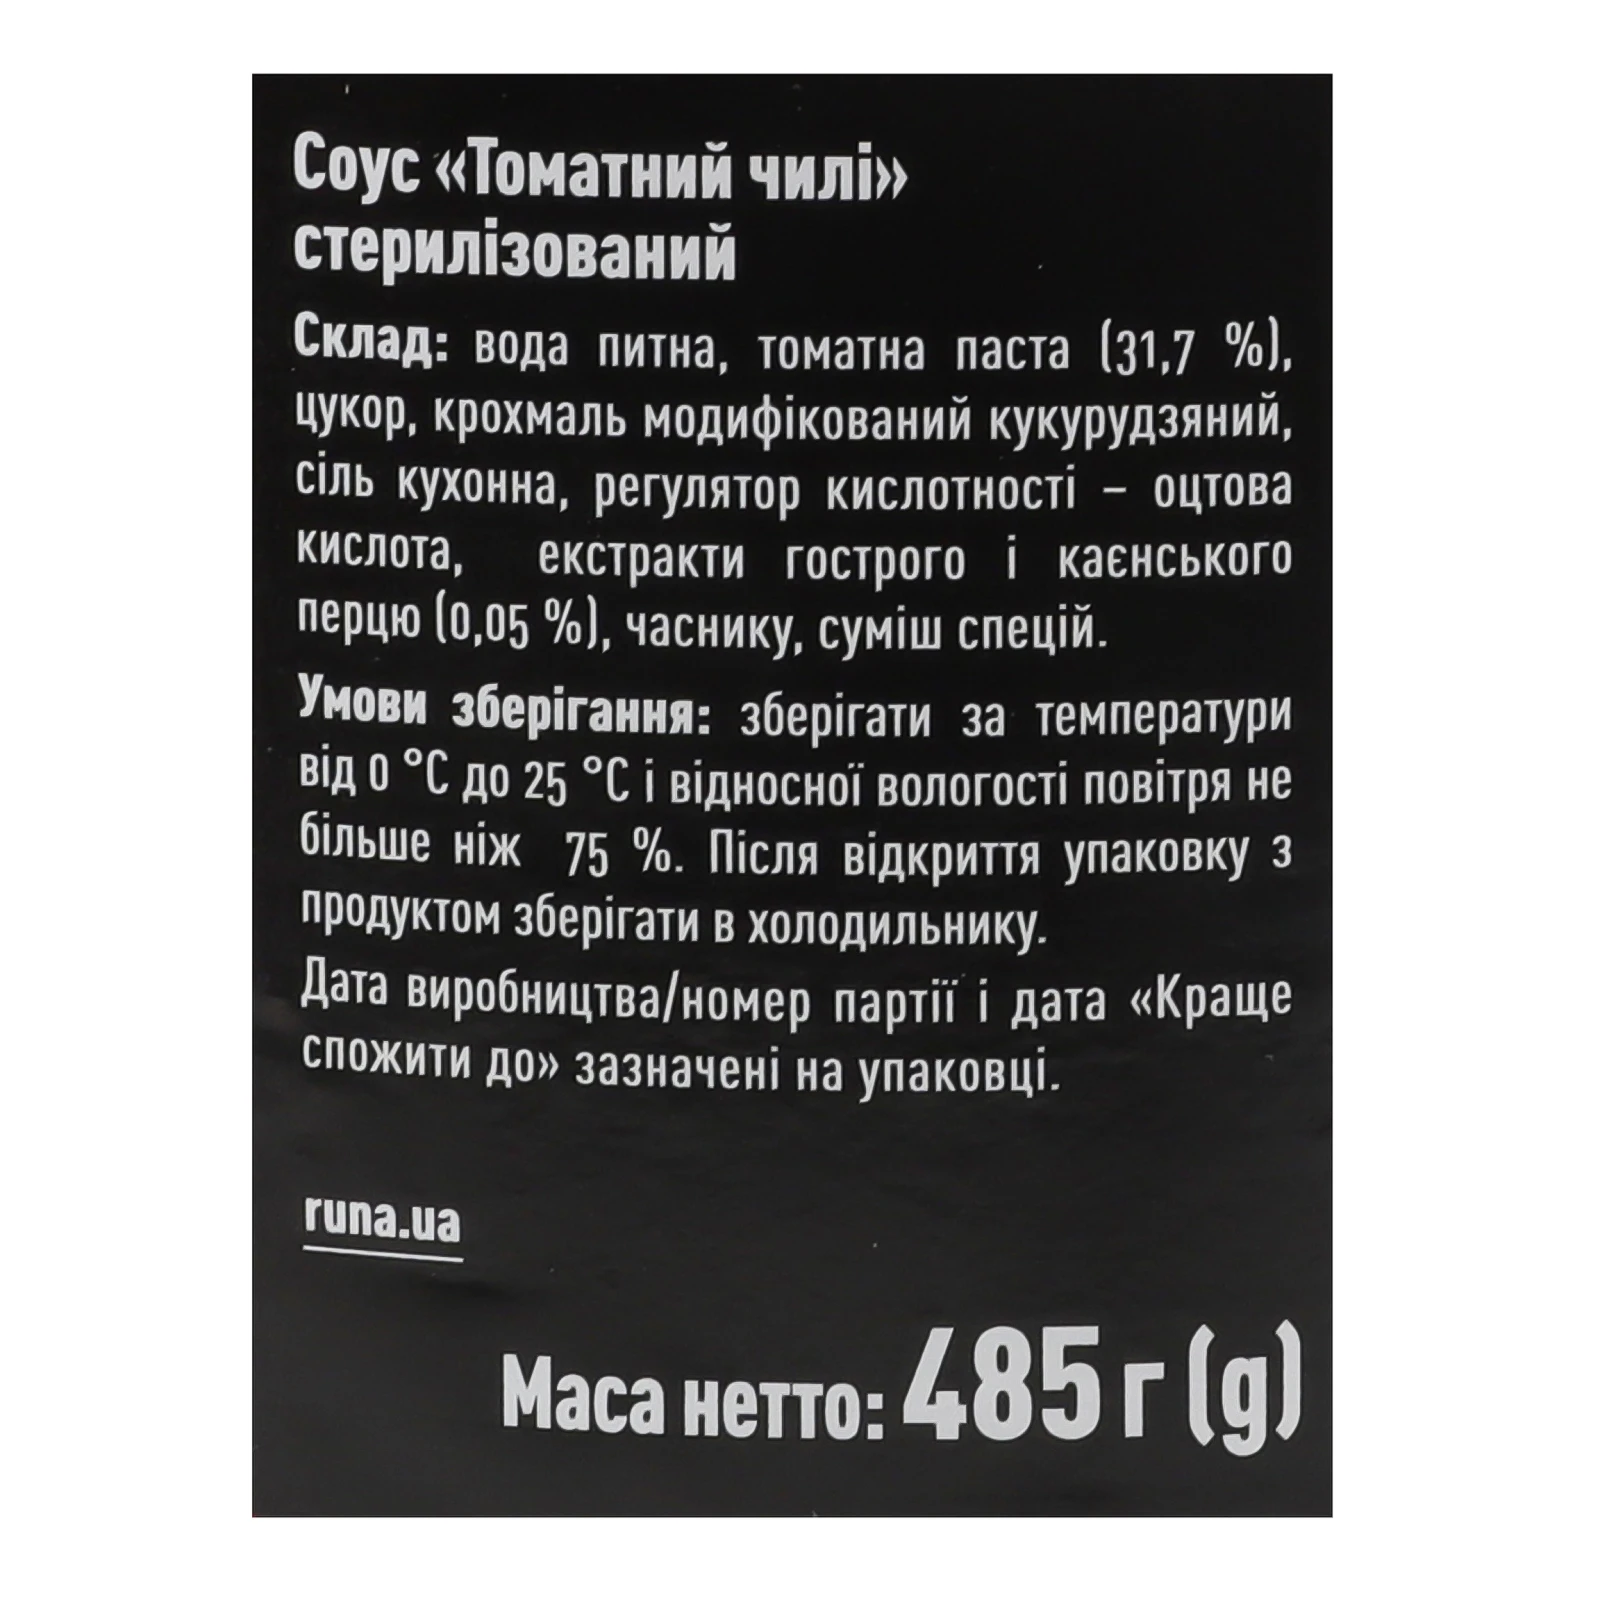 Соус «Томатний чилі»
стерилізований
Склад: вода питна, томатна паста (31,7 %),
цукор, крохмаль модифікований кукурудзяний,
сіль кухонна, регулятор кислотності – оцтова
кислота, екстракти гострого і каєнського
перцю (0,05 %), часнику, суміш спецій.
Умови зберігання: зберігати за температури
від 0 °C до 25 °C і відносної вологості повітря не
більше ніж 75 %. Після відкриття упаковку з
продуктом зберігати в холодильнику.
Дата виробництва/номер партії і дата «Краще
спожити до» зазначені на упаковці.
runa.ua
Маса нетто: 485 г (g)